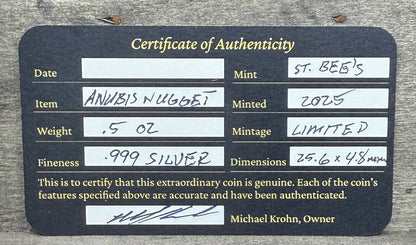 Certificate of Authenticity
Date Mint ST. BEE'S
Item ANUBIS NUGGET Minted 2025
Weight .5 OZ Mintage LIMITED
Fineness .999 SILVER Dimensions 25.6 x 4.8 mm
This is to certify that this extraordinary coin is genuine. Each of the coin's
features specified above are accurate and have been authenticated.
Michael Krohn, Owner